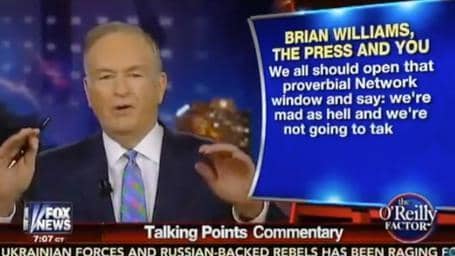 BRIAN WILLIAMS,
THE PRESS AND YOU
We all should open that
proverbial Network
window and say: we're
mad as hell and we're
not going to tak
the
O'Reilly
FACTOR
FOX
NEWS
7:07 CT
Talking Points Commentary
UKRAINIAN FORCES AND RUSSIAN-BACKED REBELS HAS BEEN RAGING FO